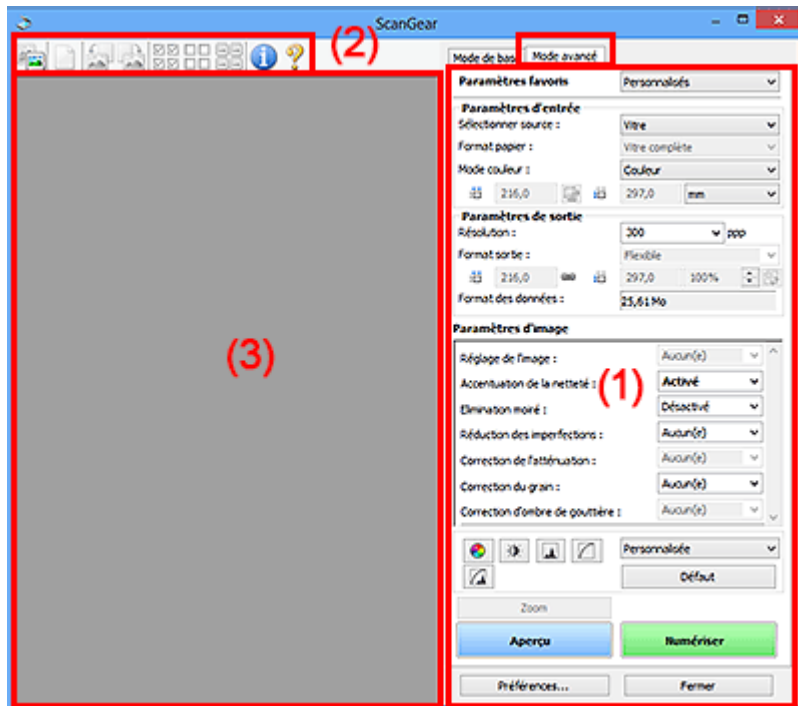 ScanGear
(2)
Mode de base Mode avancé
Paramètres favoris Personnalisés
Paramètres d'entrée
Sélectionner source : Vitre
Format papier : Vitre complète
Mode couleur : Couleur
216,0 297,0 mm
Paramètres de sortie
Résolution : 300 ppp
Format sortie : Flexible
216,0 297,0 100%
Format des données : 25,61 Mo
Paramètres d'image
(3)
Réglage de l'image : Aucun(e)
Accentuation de la netteté : Activé
(1)
Elimination moiré : Désactivé
Réduction des imperfections : Aucun(e)
Correction de l'atténuation : Aucun(e)
Correction du grain : Aucun(e)
Correction d'ombre de gouttière : Aucun(e)
Personnalisée
Défaut
Zoom
Aperçu Numériser
Préférences... Fermer